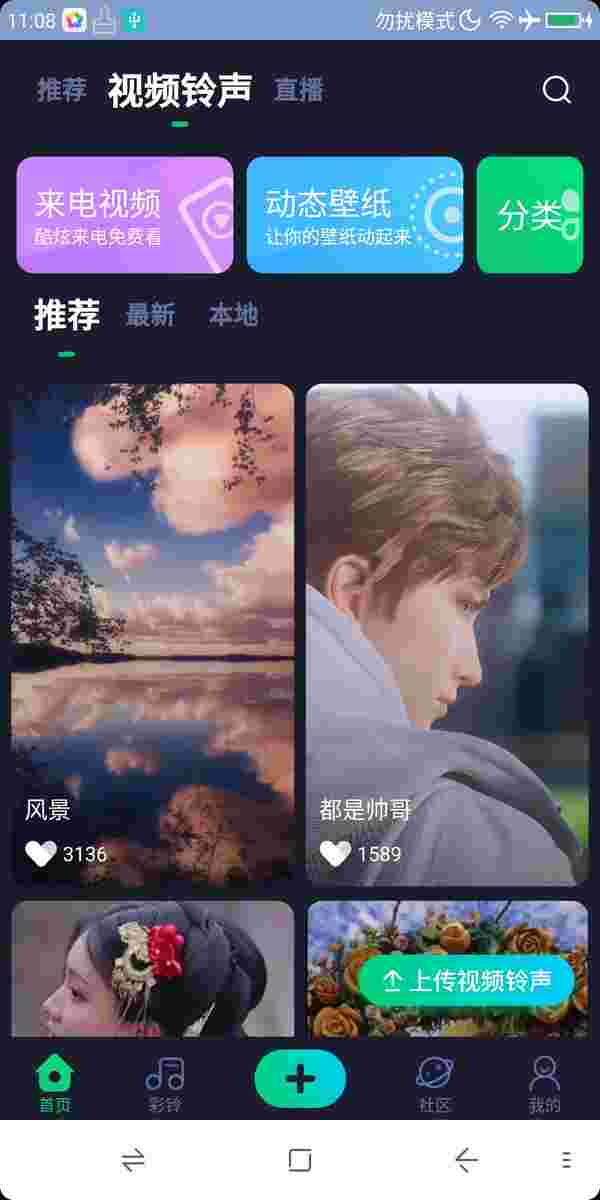 11:08
勿扰模式
推荐 视频铃声 直播
来电视频
酷炫来电免费看
动态壁纸
让你的壁纸动起来
分类
推荐 最新 本地
风景
3136
都是帅哥
1589
上传视频铃声
首页 彩铃 社区 我的